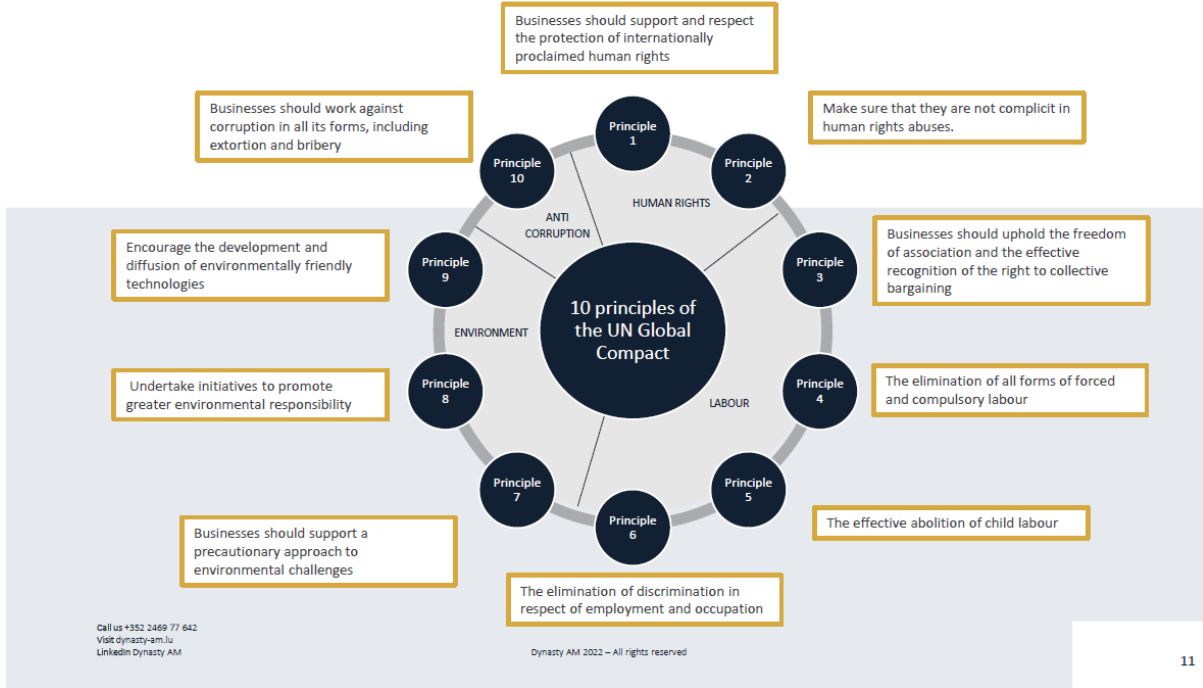 Businesses should support and respect
the protection of internationally
proclaimed human rights
Businesses should work against
corruption in all its forms, including
extortion and bribery
Make sure that they are not complicit in
human rights abuses.
Principle
1
Principle
10
Principle
2
HUMAN RIGHTS
ANTI
CORRUPTION
Encourage the development and
diffusion of environmentally friendly
technologies
Businesses should uphold the freedom
of association and the effective
recognition of the right to collective
bargaining
Principle
9
Principle
3
10 principles of
the UN Global
Compact
ENVIRONMENT
Undertake initiatives to promote
greater environmental responsibility
Principle
8
LABOUR
Principle
4
The elimination of all forms of forced
and compulsory labour
Principle
7
Principle
5
Businesses should support a
precautionary approach to
environmental challenges
Principle
6
The effective abolition of child labour
The elimination of discrimination in
respect of employment and occupation
Call us +352 2469 77 642
Visit dynasty-am.lu
LinkedIn Dynasty AM
Dynasty AM 2022 – All rights reserved
11